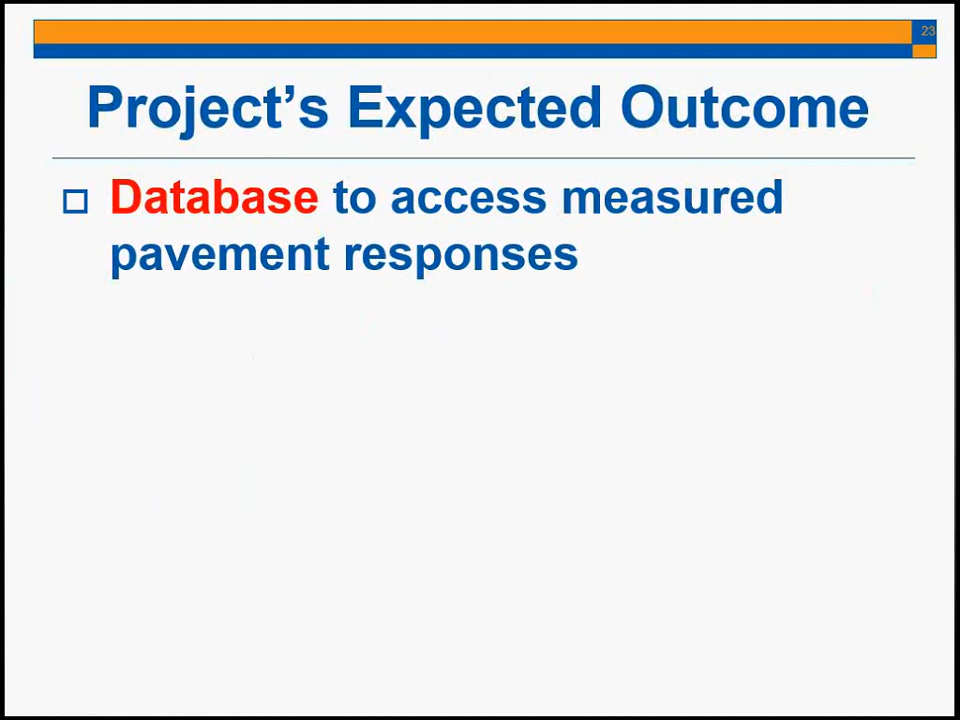 23
Project’s Expected Outcome
Database to access measured
pavement responses